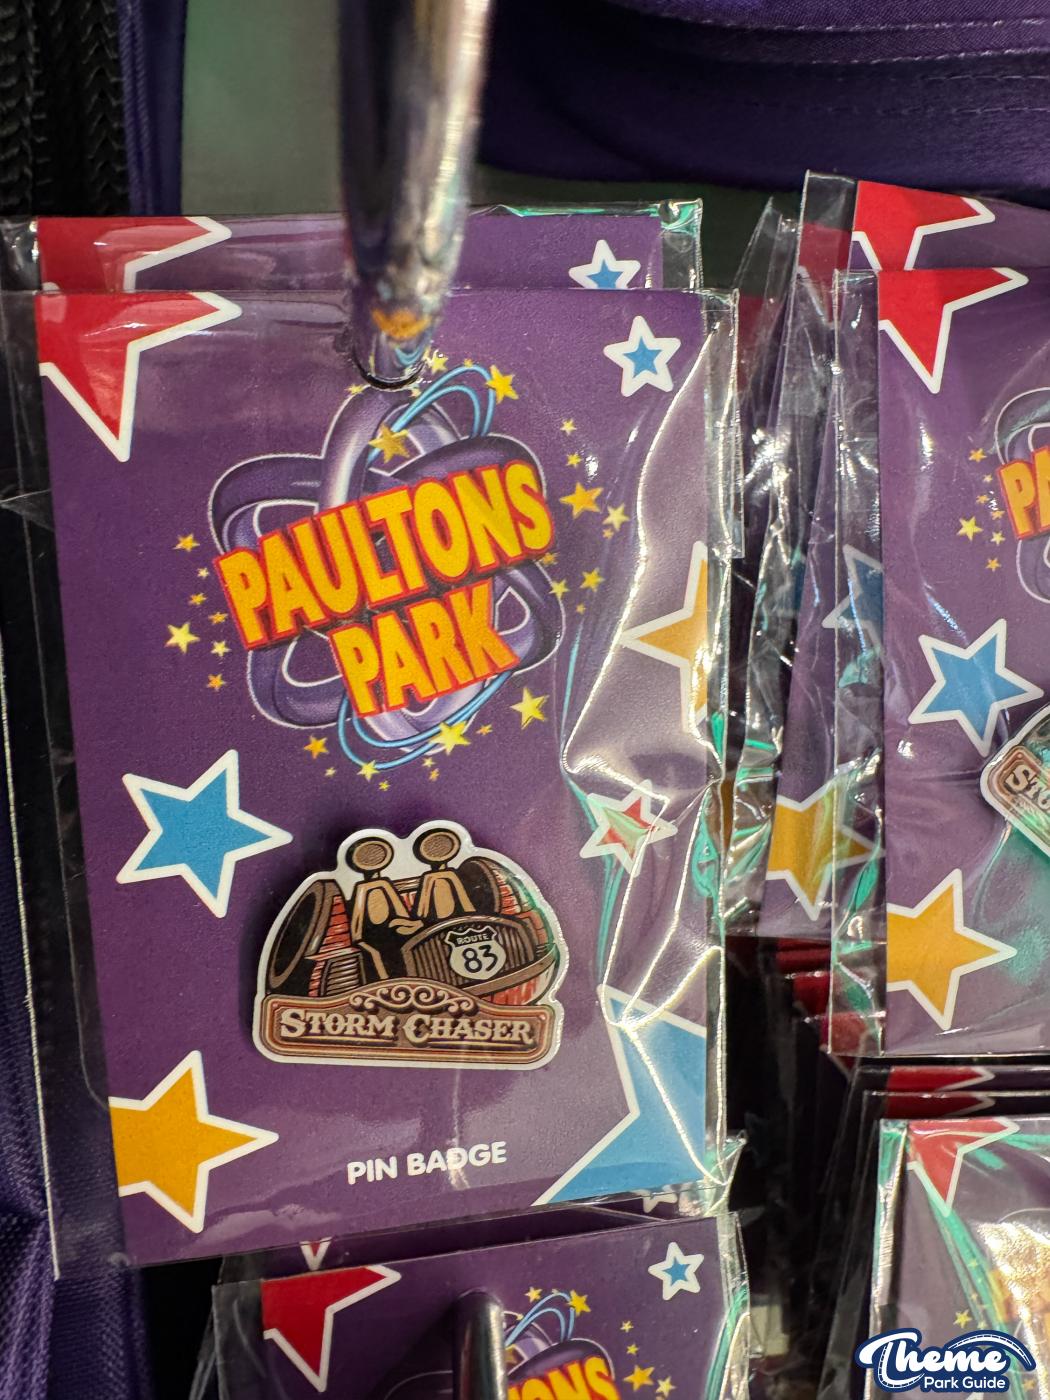 PAULTONS
PARK
ROUTE
83
STORM CHASER
PIN BADGE
Theme
Park Guide